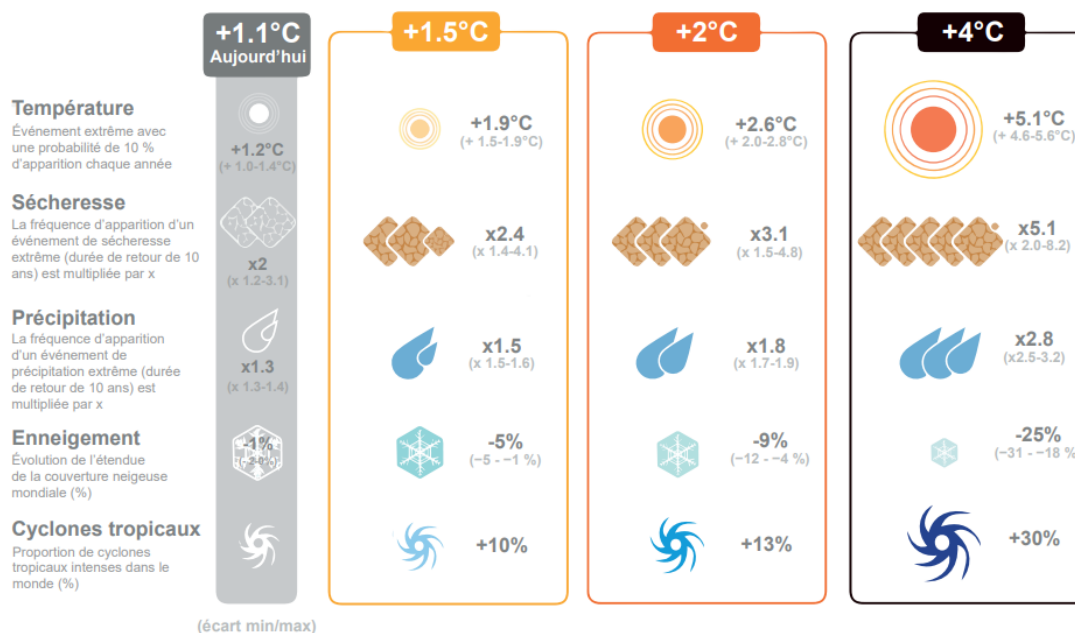 +1.1°C
Aujourd'hui
+1.5°C
+2°C
+4°C
Température
Événement extrême avec
une probabilité de 10 %
d'apparition chaque année
+1.2°C
(+ 1.0-1.4°C)
+1.9°C
(+ 1.5-1.9°C)
+2.6°C
(+ 2.0-2.8°C)
+5.1°C
(+ 4.6-5.6°C)
Sécheresse
La fréquence d'apparition d'un
événement de sécheresse
extrême (durée de retour de 10
ans) est multipliée par x
x2
(x 1.2-3.1)
x2.4
(x 1.4-4.1)
x3.1
(x 1.5-4.8)
x5.1
(x 2.0-8.2)
Précipitation
La fréquence d'apparition
d'un événement de
précipitation extrême (durée
de retour de 10 ans) est
multipliée par x
x1.3
(x 1.3-1.4)
x1.5
(x 1.5-1.6)
x1.8
(x 1.7-1.9)
x2.8
(x2.5-3.2)
Enneigement
Évolution de l'étendue
de la couverture neigeuse
mondiale (%)
-1%
-5%
(−5 - −1 %)
-9%
(−12 - −4 %)
-25%
(−31 - −18 %
Cyclones tropicaux
Proportion de cyclones
tropicaux intenses dans le
monde (%)
+10%
+13%
+30%
(écart min/max)